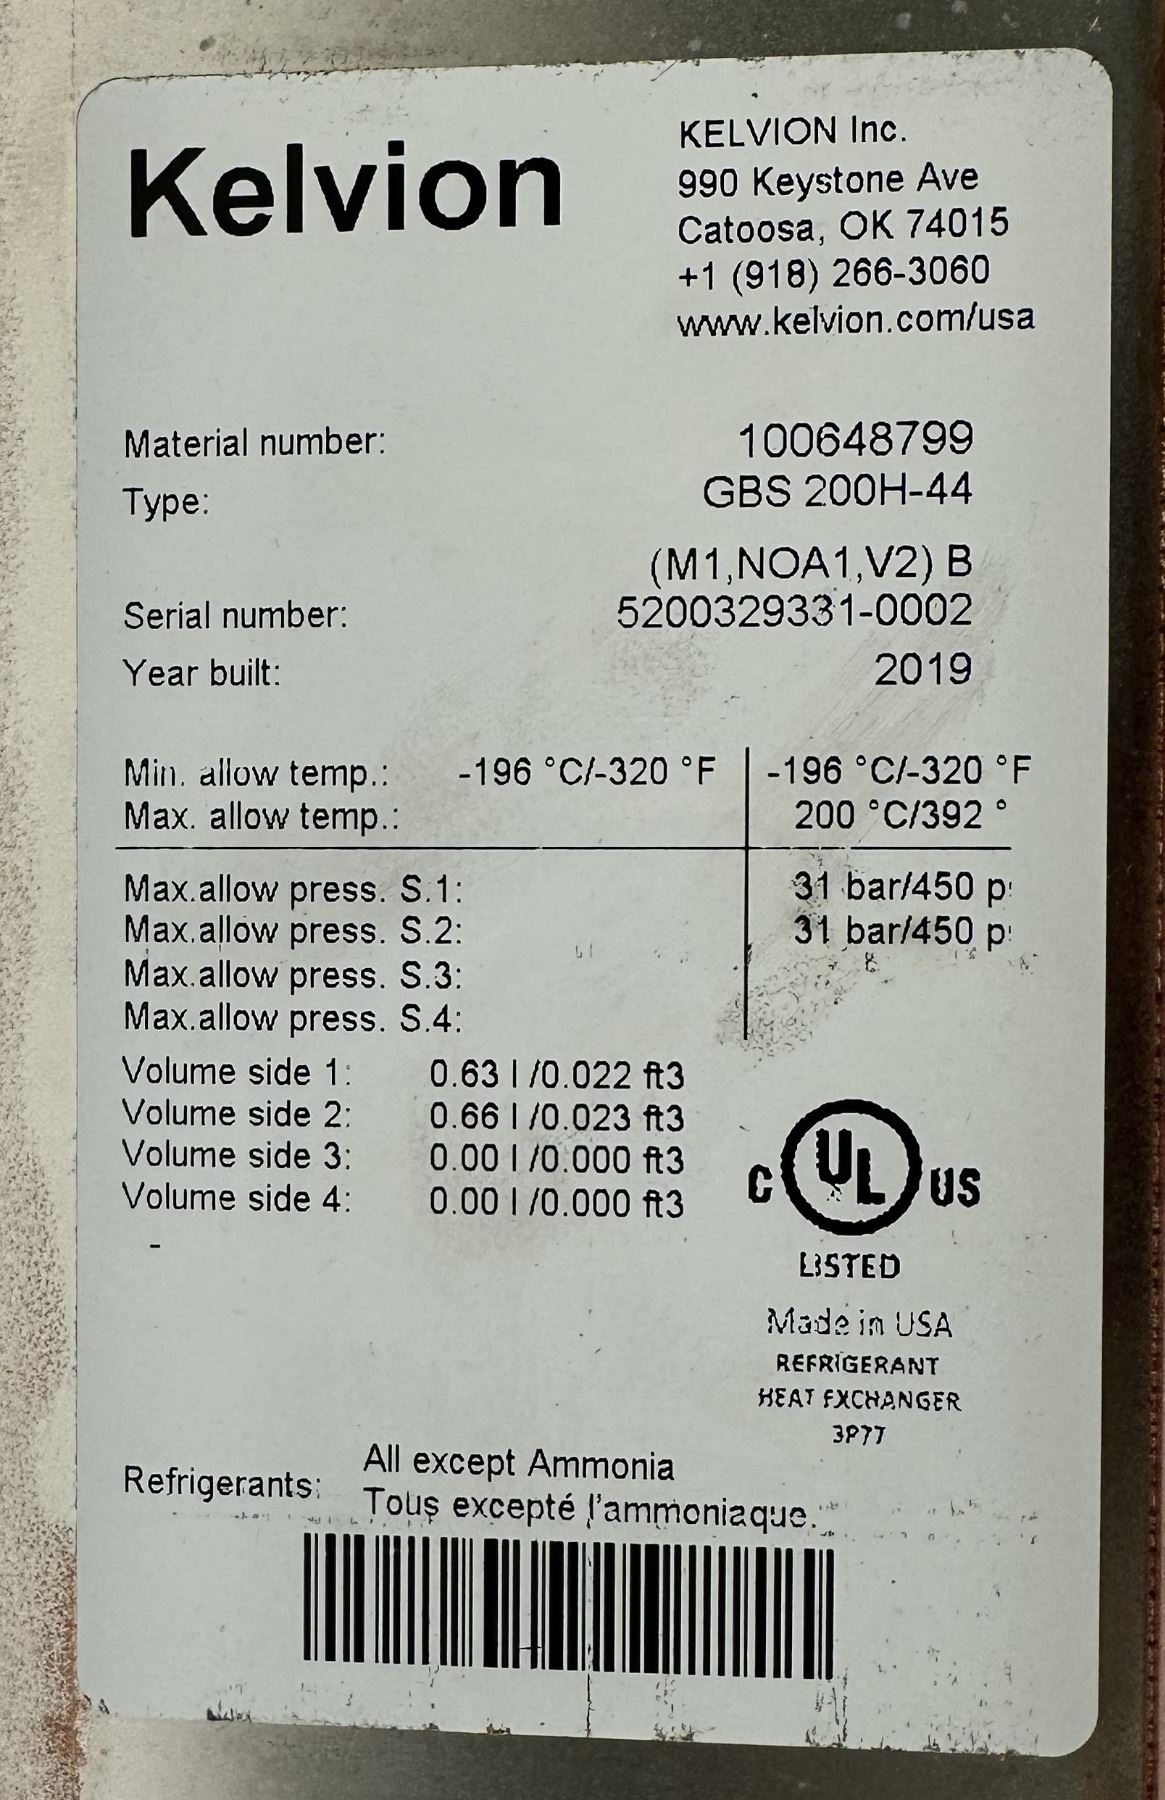 Kelvion
KELVION Inc.
990 Keystone Ave
Catoosa, OK 74015
+1 (918) 266-3060
www.kelvion.com/usa
Material number: 100648799
Type: GBS 200H-44
(M1,NOA1,V2) B
Serial number: 5200329331-0002
Year built: 2019
Min. allow temp.: -196 °C/-320 °F -196 °C/-320 °F
Max. allow temp.: 200 °C/392 °
Max.allow press. S.1: 31 bar/450 p
Max.allow press. S.2: 31 bar/450 p
Max.allow press. S.3:
Max.allow press. S.4:
Volume side 1: 0.63 l /0.022 ft3
Volume side 2: 0.66 l /0.023 ft3
Volume side 3: 0.00 l /0.000 ft3
Volume side 4: 0.00 l /0.000 ft3
-
C UL US
LISTED
Made in USA
REFRIGERANT
HEAT EXCHANGER
3P77
Refrigerants: All except Ammonia
Tous excepté l'ammoniaque.